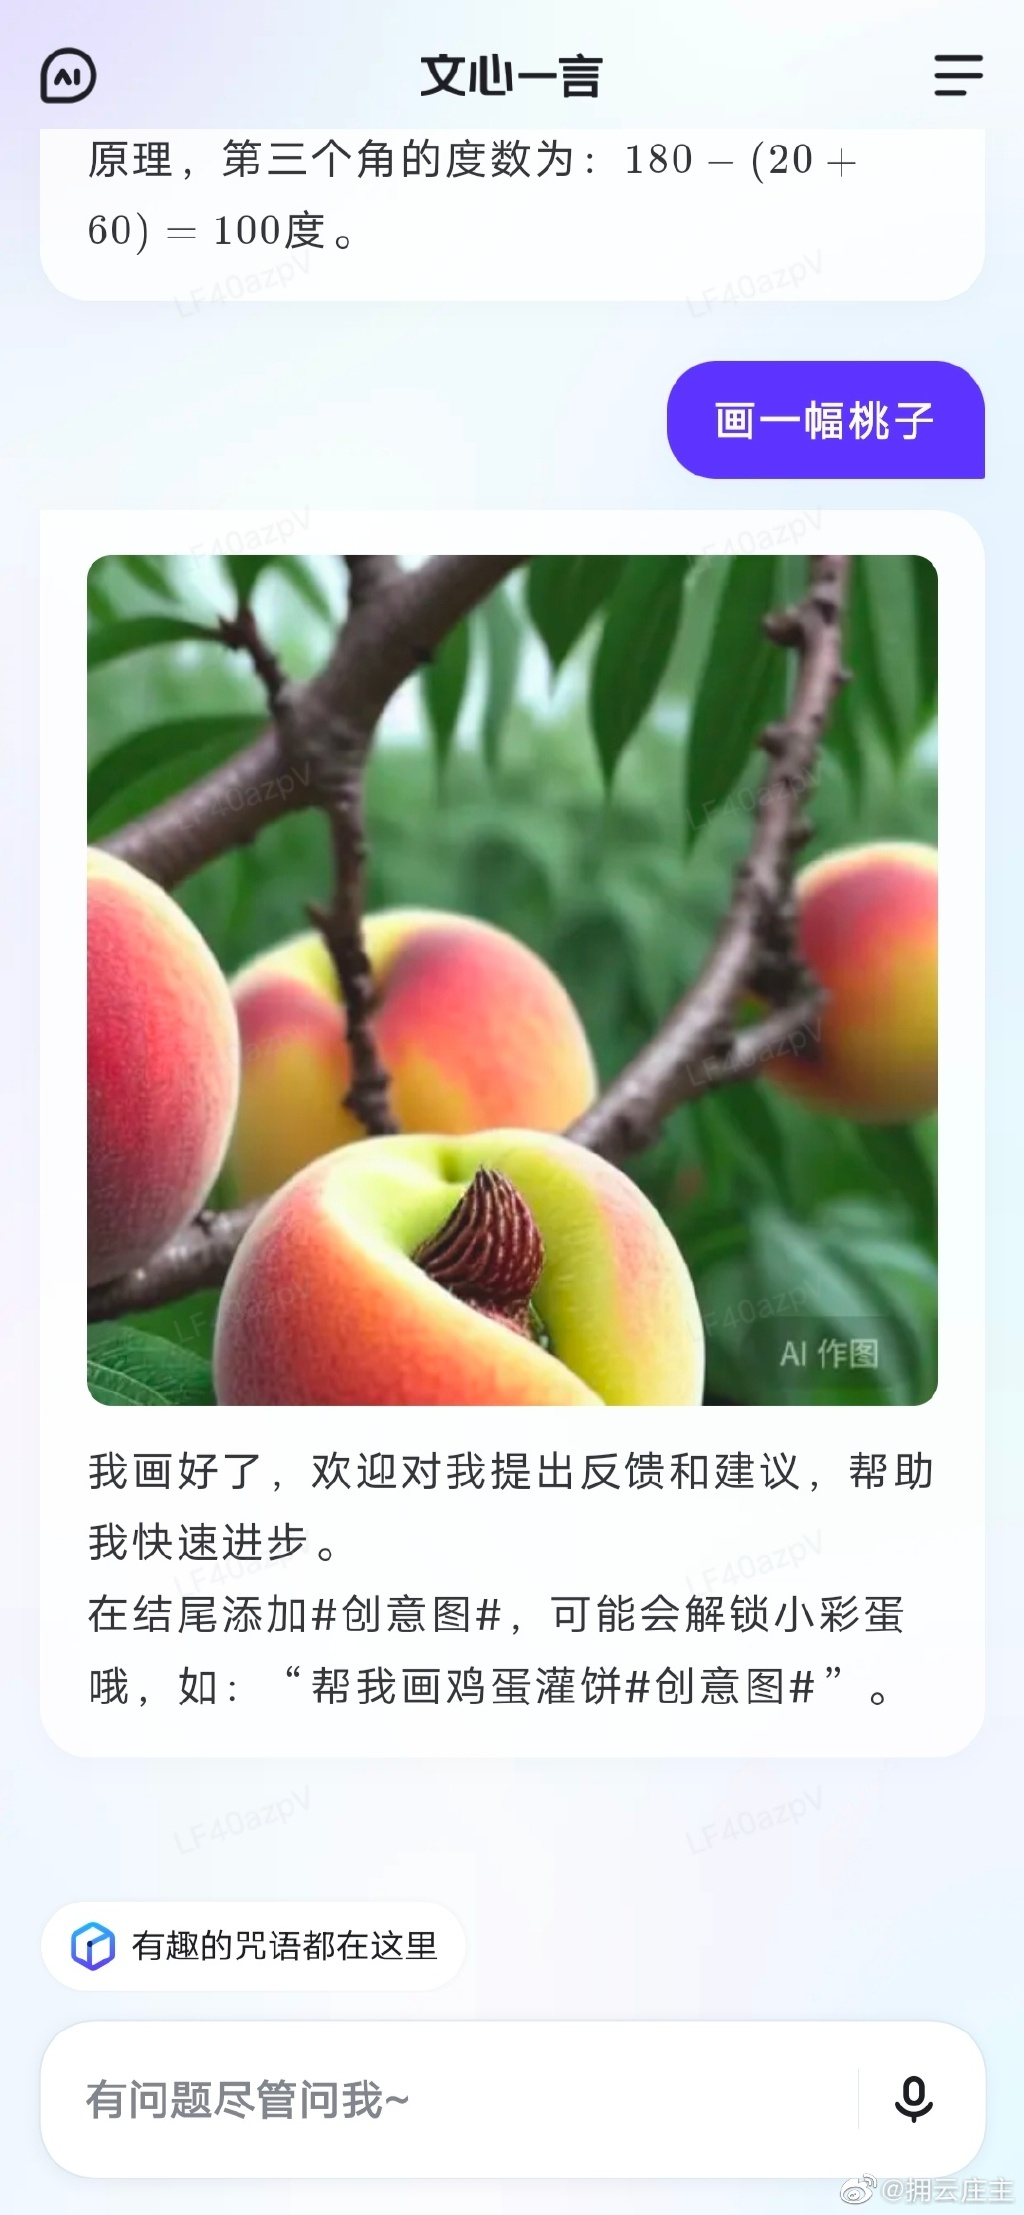 AI
文心一言
原理，第三个角的度数为：180 − (20 +
60) = 100度。
画一幅桃子
AI 作图
我画好了，欢迎对我提出反馈和建议，帮助
我快速进步。
在结尾添加#创意图#，可能会解锁小彩蛋
哦，如：“帮我画鸡蛋灌饼#创意图#”。
LF40azpV
有趣的咒语都在这里
有问题尽管问我~
@拥云庄主